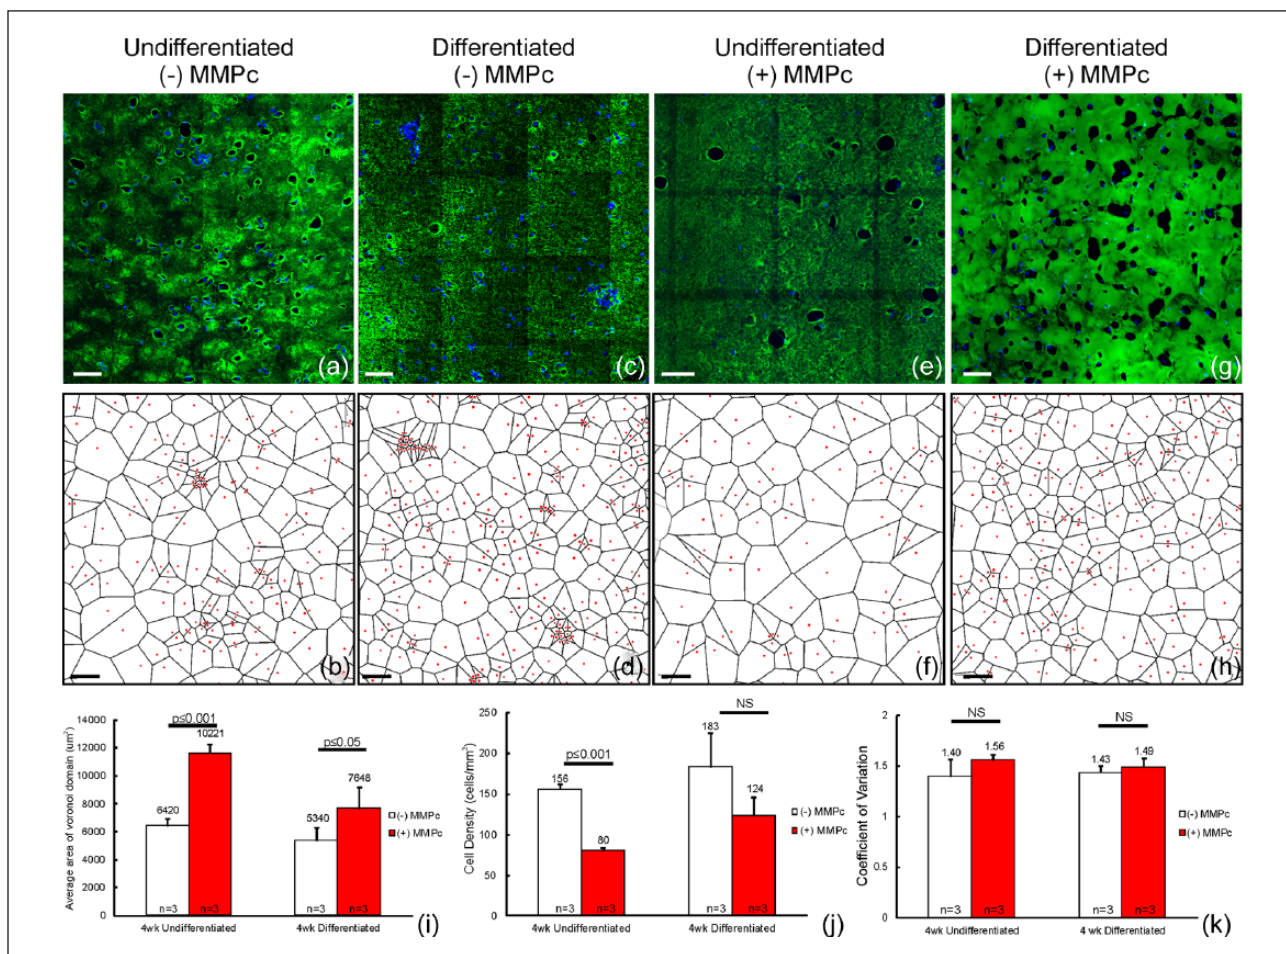 Undifferentiated
(-) MMPc
Differentiated
(-) MMPc
Undifferentiated
(+) MMPc
Differentiated
(+) MMPc
(a)
(c)
(e)
(g)
(b)
(d)
(f)
(h)
Average area of voronoi domain (um²)
14000
12000
10000
8000
6000
4000
2000
0
p≤0.001
10221
6420
p≤0.05
7648
5340
(-) MMPc
(+) MMPc
n=3
n=3
n=3
n=3
4wk Undifferentiated
4wk Differentiated
(i)
Cell Density (cells/mm²)
250
200
150
100
50
0
p≤0.001
156
80
NS
183
124
(-) MMPc
(+) MMPc
n=3
n=3
n=3
n=3
4wk Undifferentiated
4wk Differentiated
(j)
Coefficient of Variation
2
1.5
1
0.5
0
NS
1.40
1.56
NS
1.43
1.49
(-) MMPc
(+) MMPc
n=3
n=3
n=3
n=3
4wk Undifferentiated
4 wk Differentiated
(k)